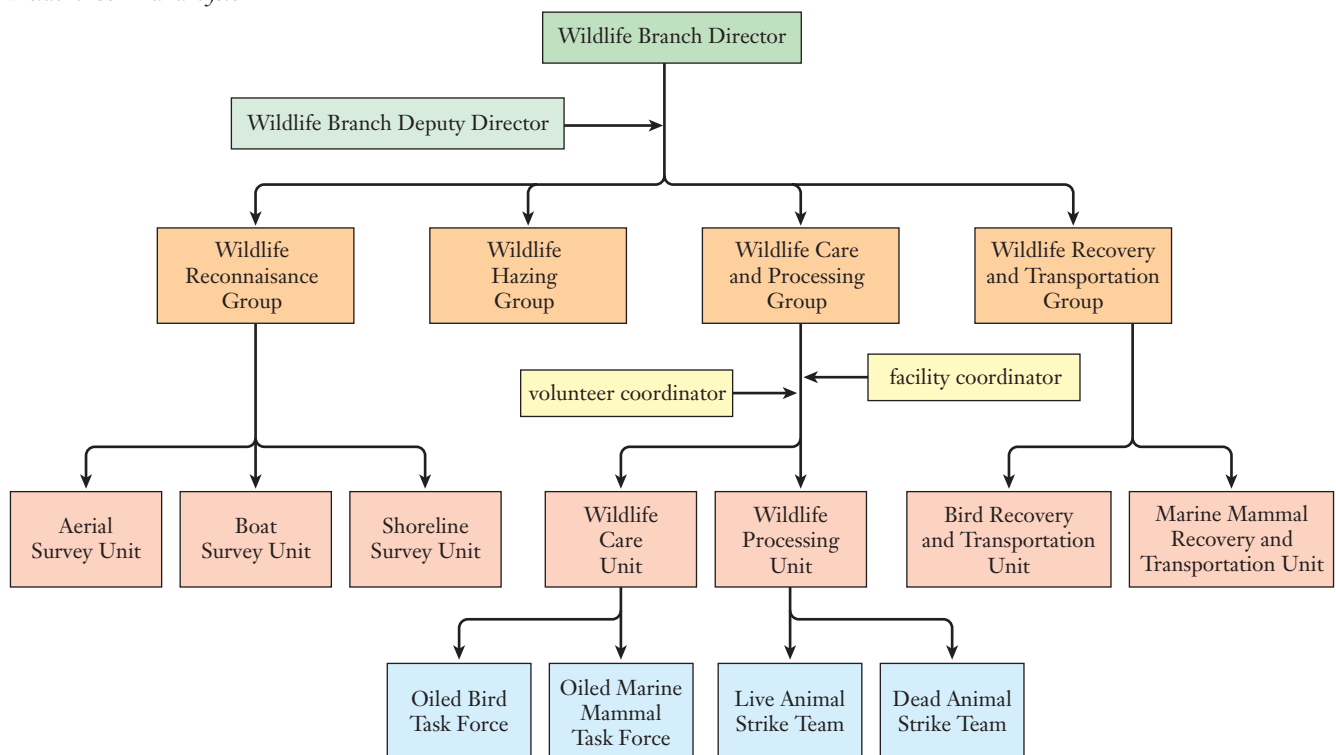 Wildlife Branch Director
Wildlife Branch Deputy Director
Wildlife
Reconnaisance
Group
Wildlife
Hazing
Group
Wildlife Care
and Processing
Group
Wildlife Recovery
and Transportation
Group
facility coordinator
volunteer coordinator
Aerial
Survey Unit
Boat
Survey Unit
Shoreline
Survey Unit
Wildlife
Care
Unit
Wildlife
Processing
Unit
Bird Recovery
and Transportation
Unit
Marine Mammal
Recovery and
Transportation Unit
Oiled Bird
Task Force
Oiled Marine
Mammal
Task Force
Live Animal
Strike Team
Dead Animal
Strike Team